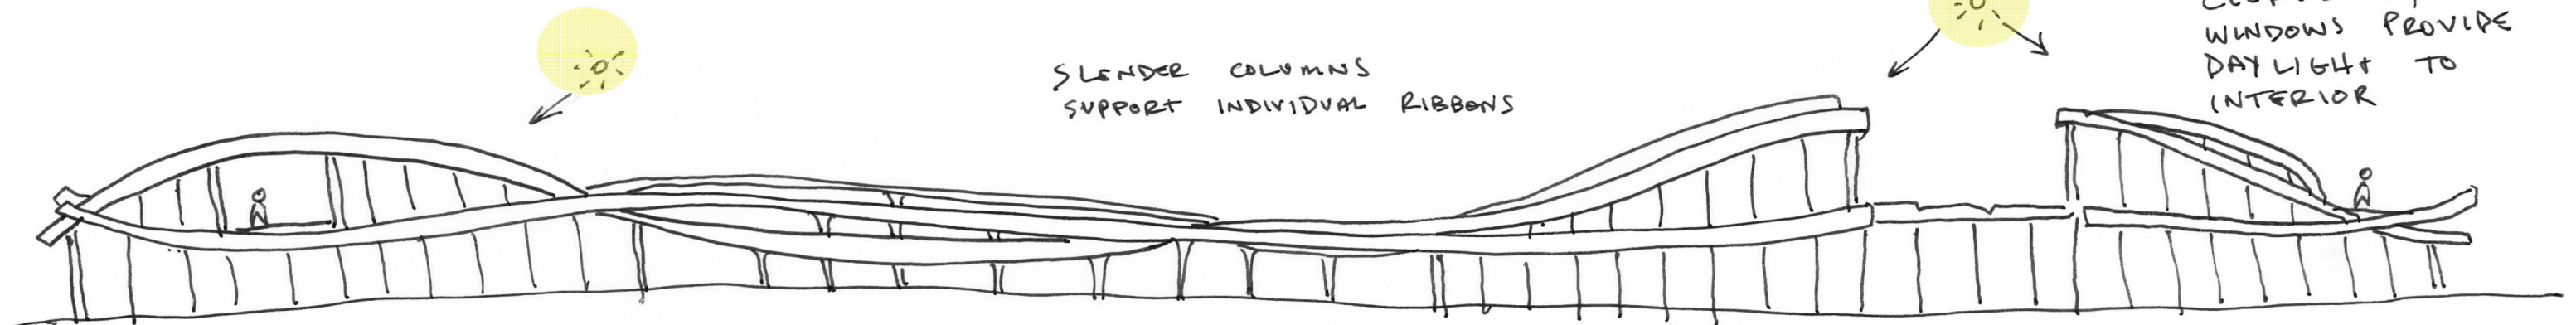 SLENDER COLUMNS
SUPPORT INDIVIDUAL RIBBONS
WINDOWS PROVIDE
DAYLIGHT TO
INTERIOR